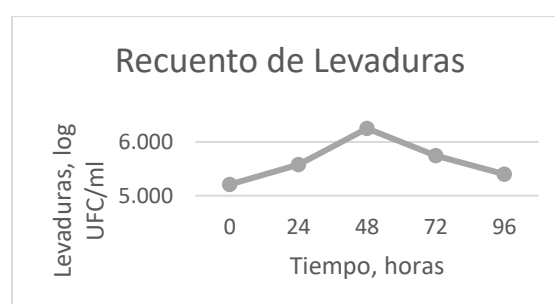 Recuento de Levaduras
Levaduras, log
UFC/ml
6.000
5.000
0 24 48 72 96
Tiempo, horas